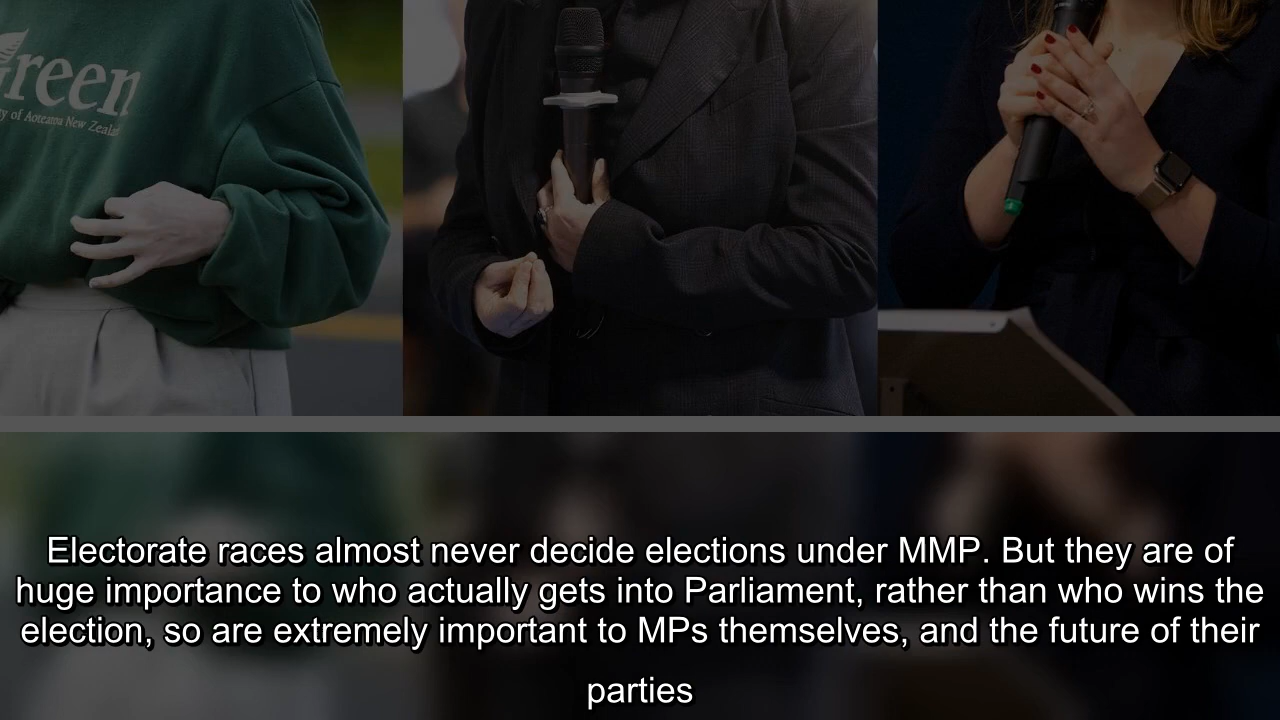 reen
y of Aotearoa New Zealan
Electorate races almost never decide elections under MMP. But they are of
huge importance to who actually gets into Parliament, rather than who wins the
election, so are extremely important to MPs themselves, and the future of their
parties